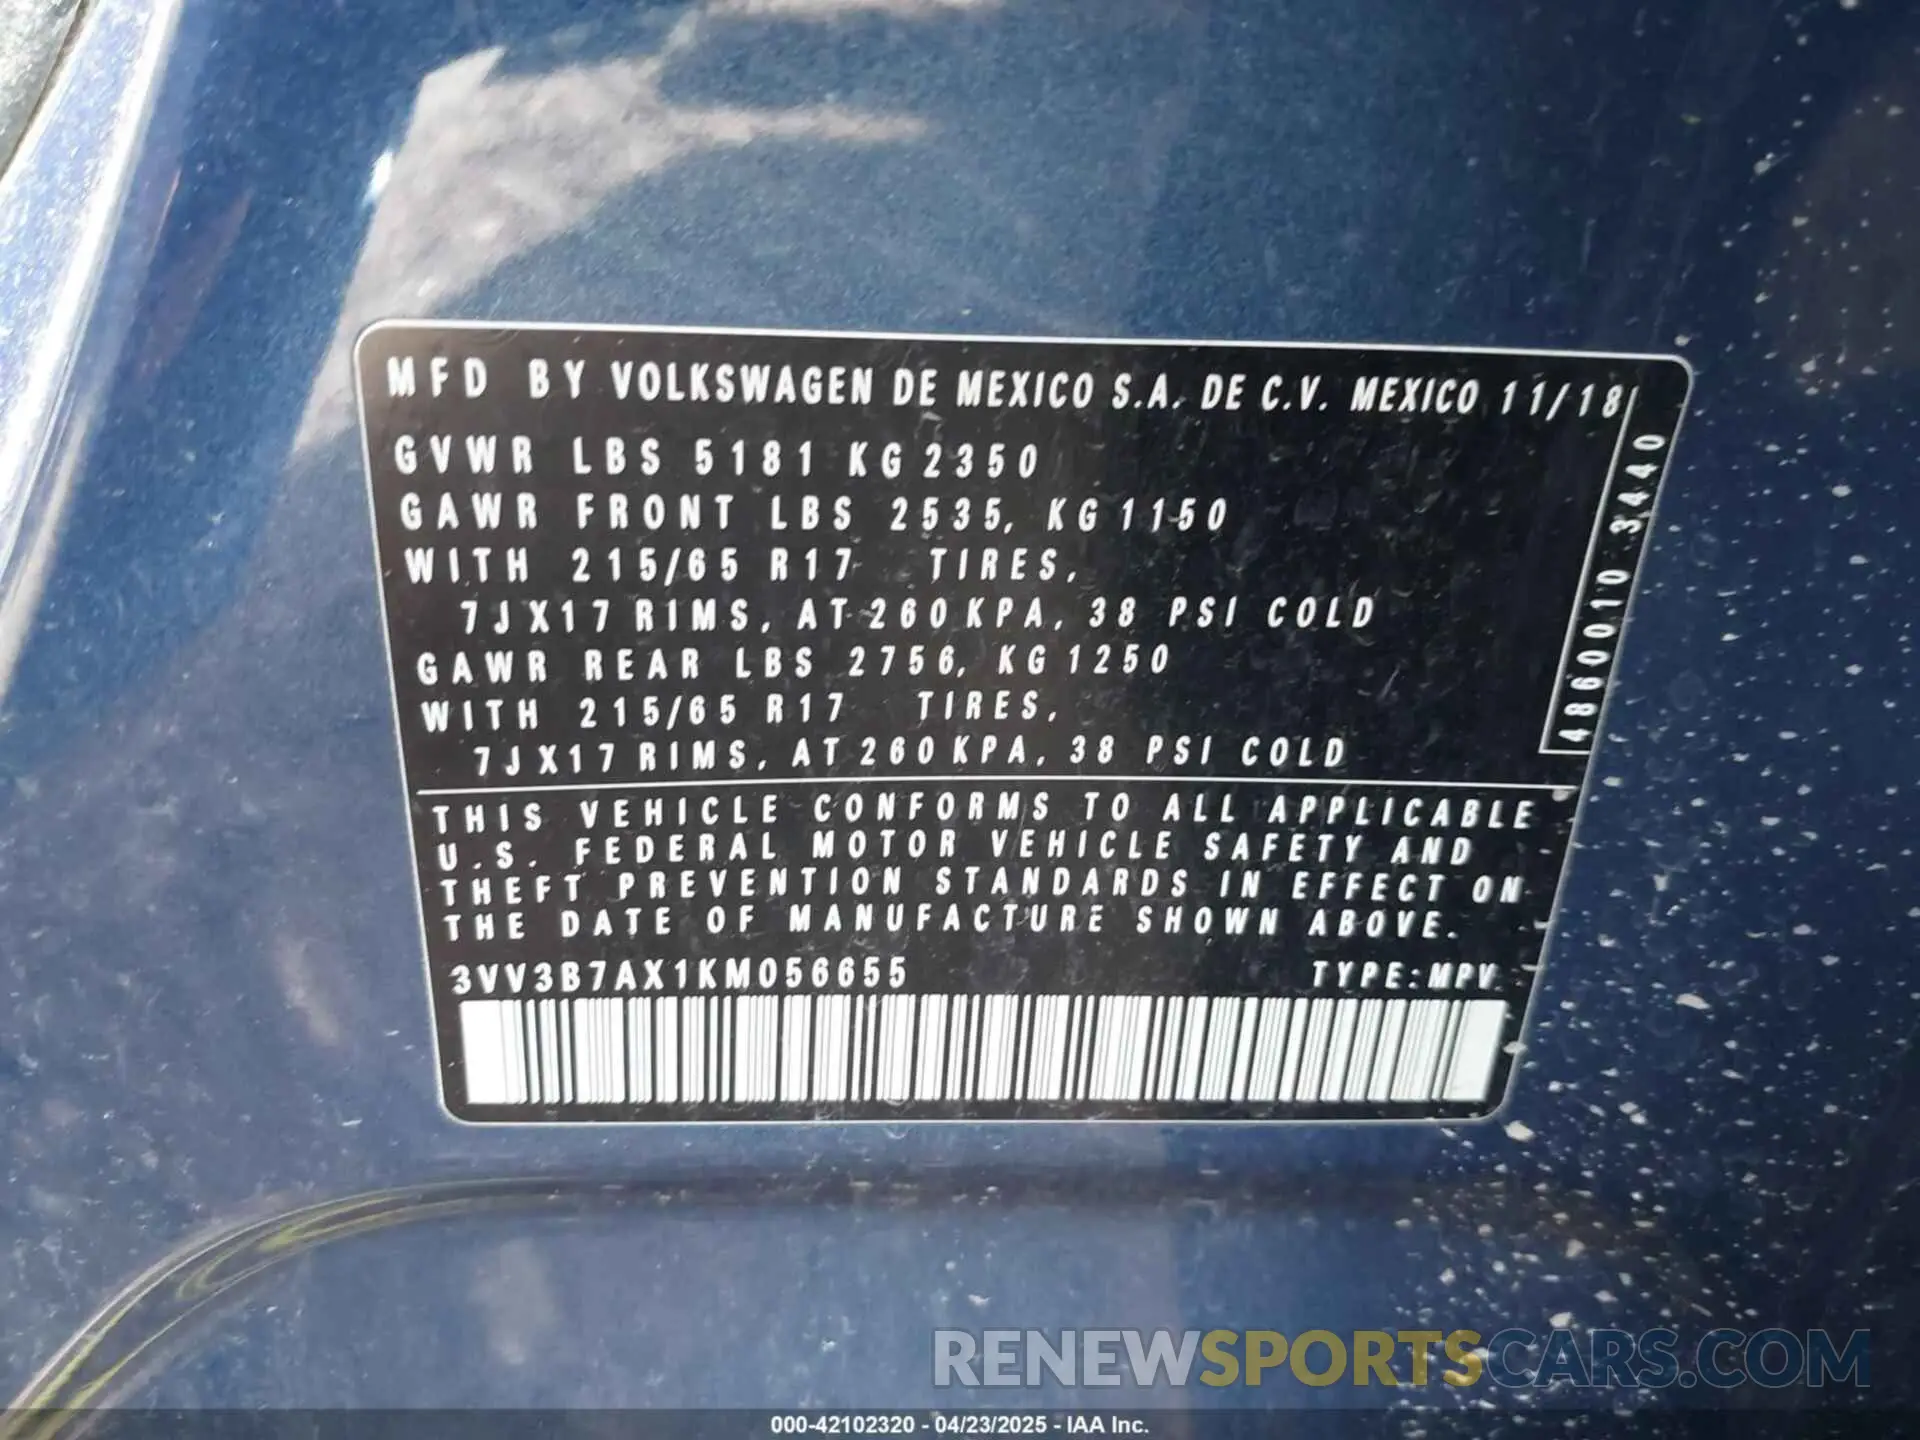 MFD BY VOLKSWAGEN DE MEXICO S.A. DE C.V. MEXICO 11/18
GVWR LBS 5181 KG 2350
GAWR FRONT LBS 2535, KG 1150
WITH 215/65 R17 TIRES,
7JX17 RIMS, AT 260 KPA, 38 PSI COLD
GAWR REAR LBS 2756, KG 1250
WITH 215/65 R17 TIRES,
7JX17 RIMS, AT 260 KPA, 38 PSI COLD
4860010 3440
THIS VEHICLE CONFORMS TO ALL APPLICABLE
U.S. FEDERAL MOTOR VEHICLE SAFETY AND
THEFT PREVENTION STANDARDS IN EFFECT ON
THE DATE OF MANUFACTURE SHOWN ABOVE.
3VV3B7AX1KM056655 TYPE: MPV
RENEWSPORTSCARS.COM
000-42102320 - 04/23/2025 - IAA Inc.